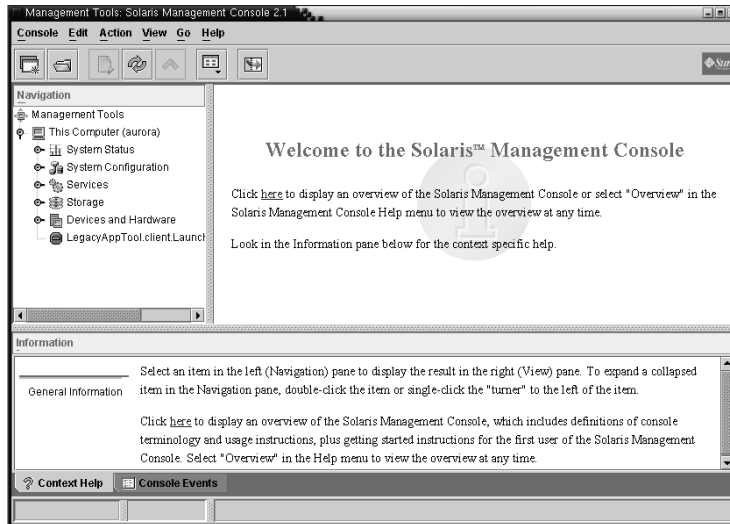 Management Tools: Solaris Management Console 2.1
Console Edit Action View Go Help
Sun
Navigation
Management Tools
This Computer (aurora)
System Status
System Configuration
Services
Storage
Devices and Hardware
LegacyAppTool.client.Launch
Welcome to the Solaris™ Management Console
Click here to display an overview of the Solaris Management Console or select "Overview" in the
Solaris Management Console Help menu to view the overview at any time.
Look in the Information pane below for the context specific help.
Information
General Information
Select an item in the left (Navigation) pane to display the result in the right (View) pane. To expand a collapsed
item in the Navigation pane, double-click the item or single-click the "turner" to the left of the item.
Click here to display an overview of the Solaris Management Console, which includes definitions of console
terminology and usage instructions, plus getting started instructions for the first user of the Solaris Management
Console. Select "Overview" in the Help menu to view the overview at any time.
Context Help
Console Events